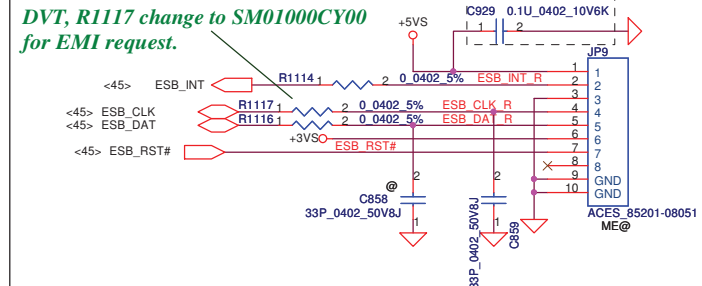 DVT, R1117 change to SM01000CY00
for EMI request.
+5VS
C929 0.1U_0402_10V6K
1 2
JP9
<45> ESB_INT R1114 1 2 0_0402_5% ESB_INT_R
<45> ESB_CLK R1117 1 2 0_0402_5% ESB_CLK_R
<45> ESB_DAT R1116 1 2 0_0402_5% ESB_DAT_R
+3VS
<45> ESB_RST# ESB_RST#
1 1
2 2
3 3
4 4
5 5
6 6
7 7
8 8
9 GND
10 GND
ACES_85201-08051
ME@
@
C858
33P_0402_50V8J
2
1
33P_0402_50V8J
C859
2
1